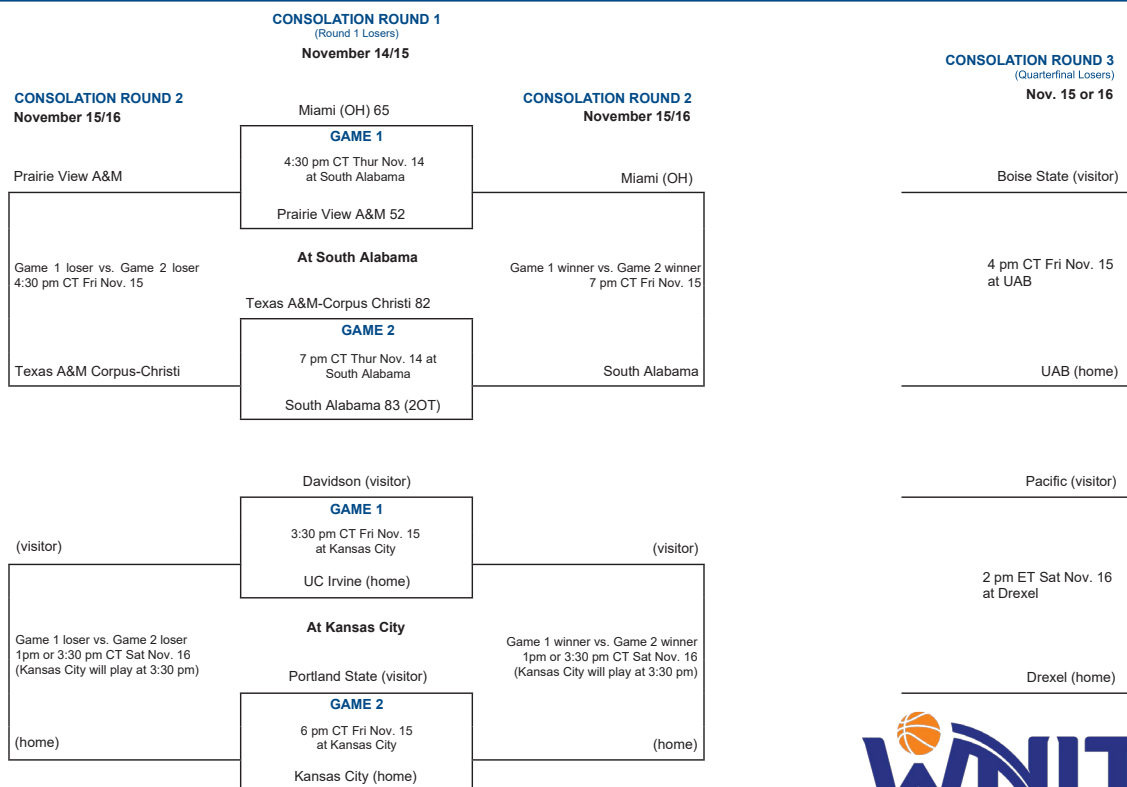 CONSOLATION ROUND 1
(Round 1 Losers)
November 14/15
CONSOLATION ROUND 3
(Quarterfinal Losers)
Nov. 15 or 16
CONSOLATION ROUND 2
November 15/16
CONSOLATION ROUND 2
November 15/16
Miami (OH) 65
GAME 1
4:30 pm CT Thur Nov. 14
at South Alabama
Prairie View A&M 52
Prairie View A&M
Miami (OH)
Boise State (visitor)
At South Alabama
Game 1 loser vs. Game 2 loser
4:30 pm CT Fri Nov. 15
Game 1 winner vs. Game 2 winner
7 pm CT Fri Nov. 15
4 pm CT Fri Nov. 15
at UAB
Texas A&M-Corpus Christi 82
GAME 2
7 pm CT Thur Nov. 14 at
South Alabama
South Alabama 83 (2OT)
Texas A&M Corpus-Christi
South Alabama
UAB (home)
Davidson (visitor)
GAME 1
3:30 pm CT Fri Nov. 15
at Kansas City
UC Irvine (home)
(visitor)
(visitor)
Pacific (visitor)
2 pm ET Sat Nov. 16
at Drexel
At Kansas City
Game 1 loser vs. Game 2 loser
1pm or 3:30 pm CT Sat Nov. 16
(Kansas City will play at 3:30 pm)
Game 1 winner vs. Game 2 winner
1pm or 3:30 pm CT Sat Nov. 16
(Kansas City will play at 3:30 pm)
Portland State (visitor)
GAME 2
6 pm CT Fri Nov. 15
at Kansas City
Kansas City (home)
(home)
(home)
Drexel (home)
WNIT